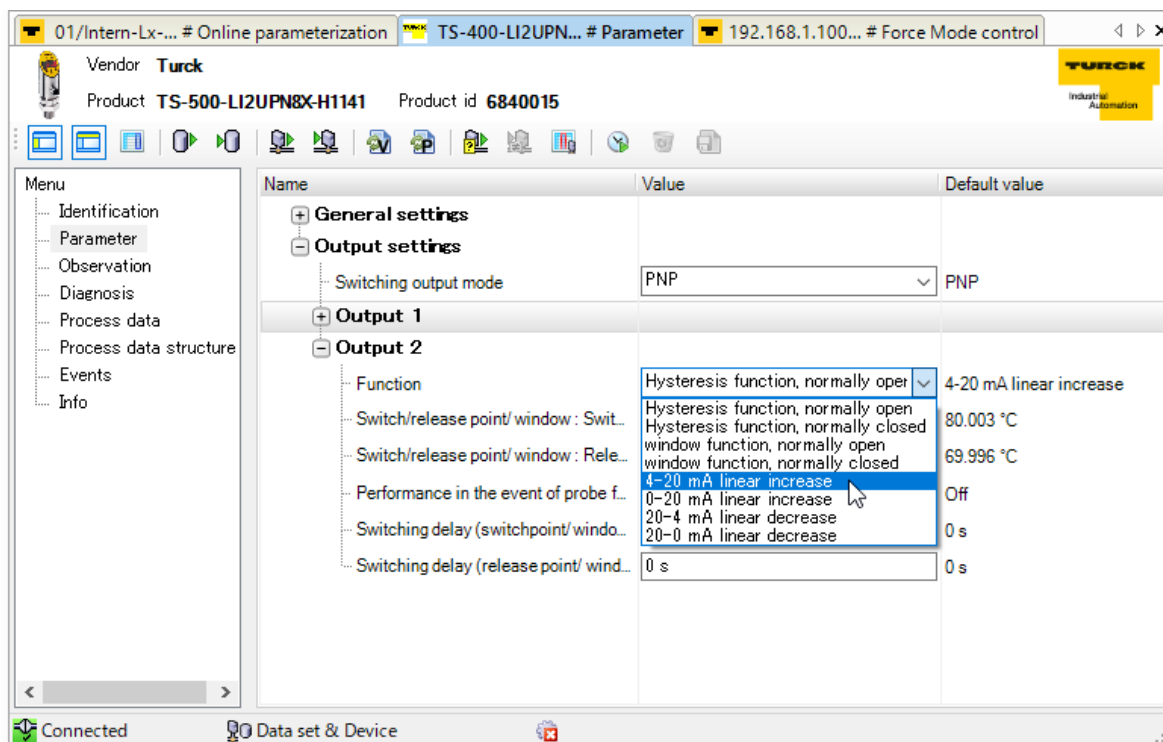 01/Intern-Lx-... # Online parameterization
TURCK TS-400-LI2UPN... # Parameter
192.168.1.100... # Force Mode control
Vendor Turck
TURCK
Industrial Automation
Product TS-500-LI2UPN8X-H1141 Product id 6840015
V
P
Menu
Identification
Parameter
Observation
Diagnosis
Process data
Process data structure
Events
Info
Name Value Default value
General settings
Output settings
Switching output mode PNP PNP
Output 1
Output 2
Function Hysteresis function, normally oper 4-20 mA linear increase
Hysteresis function, normally open
Hysteresis function, normally closed
window function, normally open
window function, normally closed
4-20 mA linear increase
0-20 mA linear increase
20-4 mA linear decrease
20-0 mA linear decrease
Switch/release point/ window : Swit... 80.003 °C
Switch/release point/ window : Rele... 69.996 °C
Performance in the event of probe f... Off
Switching delay (switchpoint/ windo... 0 s
Switching delay (release point/ wind... 0 s 0 s
Connected Data set & Device